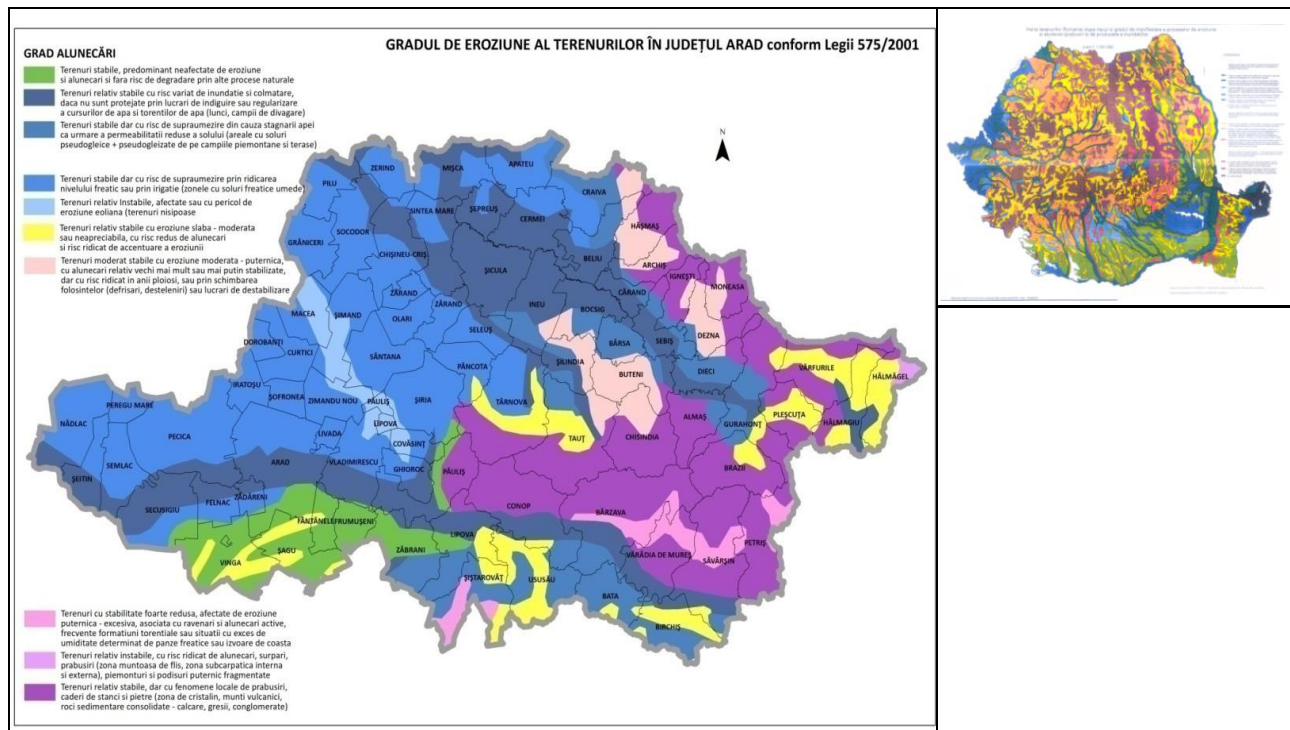 GRADUL DE EROZIUNE AL TERENURILOR ÎN JUDEȚUL ARAD conform Legii 575/2001
GRAD ALUNECĂRI
Terenuri stabile, predominant neafectate de eroziune
si alunecari si fara risc de degradare prin alte procese naturale
Terenuri relativ stabile cu risc variat de inundatie si colmatare,
daca nu sunt protejate prin lucrari de indiguire sau regularizare
a cursurilor de apa si torentilor de apa (lunci, campii de divagare)
Terenuri stabile dar cu risc de supraumezire din cauza stagnarii apei
ca urmare a permeabilitatii reduse a solului (areale cu soluri
pseudogleice + pseudogleizate de pe campiile piemontane si terase)
Terenuri stabile dar cu risc de supraumezire prin ridicarea
nivelului freatic sau prin irigatie (zonele cu soluri freatice umede)
Terenuri relativ Instabile, afectate sau cu pericol de
eroziune eoliana (terenuri nisipoase
Terenuri relativ stabile cu eroziune slaba - moderata
sau neapreciabila, cu risc redus de alunecari
si risc ridicat de accentuare a eroziunii
Terenuri moderat stabile cu eroziune moderata - puternica,
cu alunecari relativ vechi mai mult sau mai putin stabilizate,
dar cu risc ridicat in anii ploiosi, sau prin schimbarea
folosintelor (defrisari, desteleniri) sau lucrari de destabilizare
N
ZERIND
MIȘCA
APATEU
PILU
CRAIVA
SINTEA MARE
ȘEPREUȘ
CERMEI
HĂȘMAȘ
SOCODOR
GRĂNICERI
CHIȘINEU-CRIȘ
BELIU
ARCHIȘ
ȘICULA
IGNEȘTI
MONEASA
ZĂRAND
CĂRAND
MACEA
ȘIMAND
OLARI
ZĂRAND
INEU
BOCSIG
SELEUȘ
DEZNA
DOROBANȚI
CURTICI
BÂRSA
SEBIȘ
SÂNTANA
ȘILINDIA
PÂNCOTA
BUTENI
DIECI
VÂRFURILE
HĂLMĂGEL
IRATOȘU
ȘOFRONEA
ZIMANDU NOU
PĂULIȘ
ȘIRIA
TÂRNOVA
PEREGU MARE
NĂDLAC
LIPOVA
ALMAȘ
GURAHONȚ
PLEȘCUȚA
HĂLMAGIU
PECICA
LIVADA
COVĂSINȚ
TAUȚ
CHISINDIA
SEMLAC
ARAD
VLADIMIRESCU
GHIOROC
PĂULIȘ
BRAZII
ȘEITIN
FELNAC
ZĂDĂRENI
SECUSIGIU
CONOP
BÂRZAVA
FÂNTÂNELE
FRUMUȘENI
LIPOVA
PETRIȘ
ZĂBRANI
VĂRĂDIA DE MUREȘ
SĂVÂRȘIN
ȘAGU
VINGA
ȘIȘTAROVĂȚ
USUSĂU
BATA
BIRCHIȘ
Terenuri cu stabilitate foarte redusa, afectate de eroziune
puternica - excesiva, asociata cu ravenari si alunecari active,
frecvente formatiuni torentiale sau situatii cu exces de
umiditate determinat de panze freatice sau izvoare de coasta
Terenuri relativ instabile, cu risc ridicat de alunecari, surpari,
prabusiri (zona muntoasa de flis, zona subcarpatica interna
si externa), piemonturi si podisuri puternic fragmentate
Terenuri relativ stabile, dar cu fenomene locale de prabusiri,
caderi de stanci si pietre (zona de cristalin, munti vulcanici,
roci sedimentare consolidate - calcare, gresii, conglomerate)